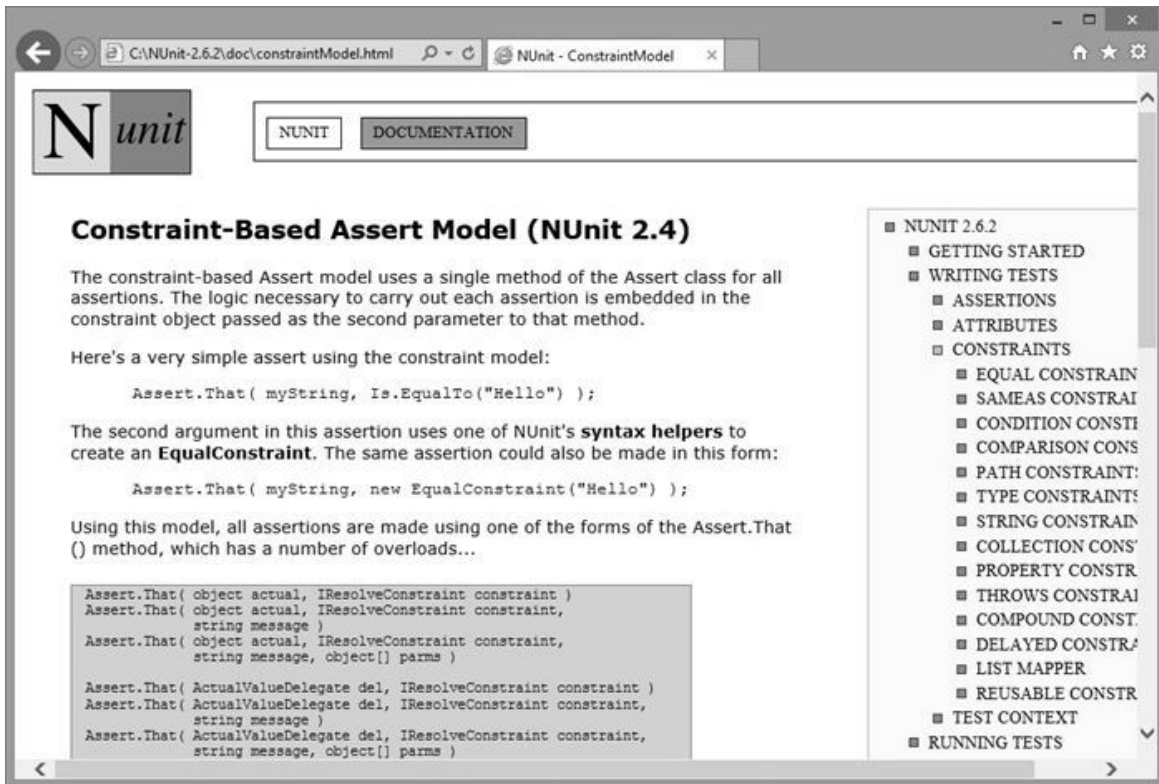 C:\NUnit-2.6.2\doc\constraintModel.html
NUnit - ConstraintModel
N unit
NUNIT
DOCUMENTATION
Constraint-Based Assert Model (NUnit 2.4)
The constraint-based Assert model uses a single method of the Assert class for all
assertions. The logic necessary to carry out each assertion is embedded in the
constraint object passed as the second parameter to that method.
Here's a very simple assert using the constraint model:
Assert.That( myString, Is.EqualTo("Hello") );
The second argument in this assertion uses one of NUnit's syntax helpers to
create an EqualConstraint. The same assertion could also be made in this form:
Assert.That( myString, new EqualConstraint("Hello") );
Using this model, all assertions are made using one of the forms of the Assert.That
() method, which has a number of overloads...
Assert.That( object actual, IResolveConstraint constraint )
Assert.That( object actual, IResolveConstraint constraint,
string message )
Assert.That( object actual, IResolveConstraint constraint,
string message, object[] parms )
Assert.That( ActualValueDelegate del, IResolveConstraint constraint )
Assert.That( ActualValueDelegate del, IResolveConstraint constraint,
string message )
Assert.That( ActualValueDelegate del, IResolveConstraint constraint,
string message, object[] parms )
NUNIT 2.6.2
GETTING STARTED
WRITING TESTS
ASSERTIONS
ATTRIBUTES
CONSTRAINTS
EQUAL CONSTRAIN
SAMEAS CONSTRAI
CONDITION CONST
COMPARISON CONS
PATH CONSTRAINT
TYPE CONSTRAINTS
STRING CONSTRAIN
COLLECTION CONS
PROPERTY CONSTR
THROWS CONSTRAI
COMPOUND CONST
DELAYED CONSTRA
LIST MAPPER
REUSABLE CONSTR
TEST CONTEXT
RUNNING TESTS